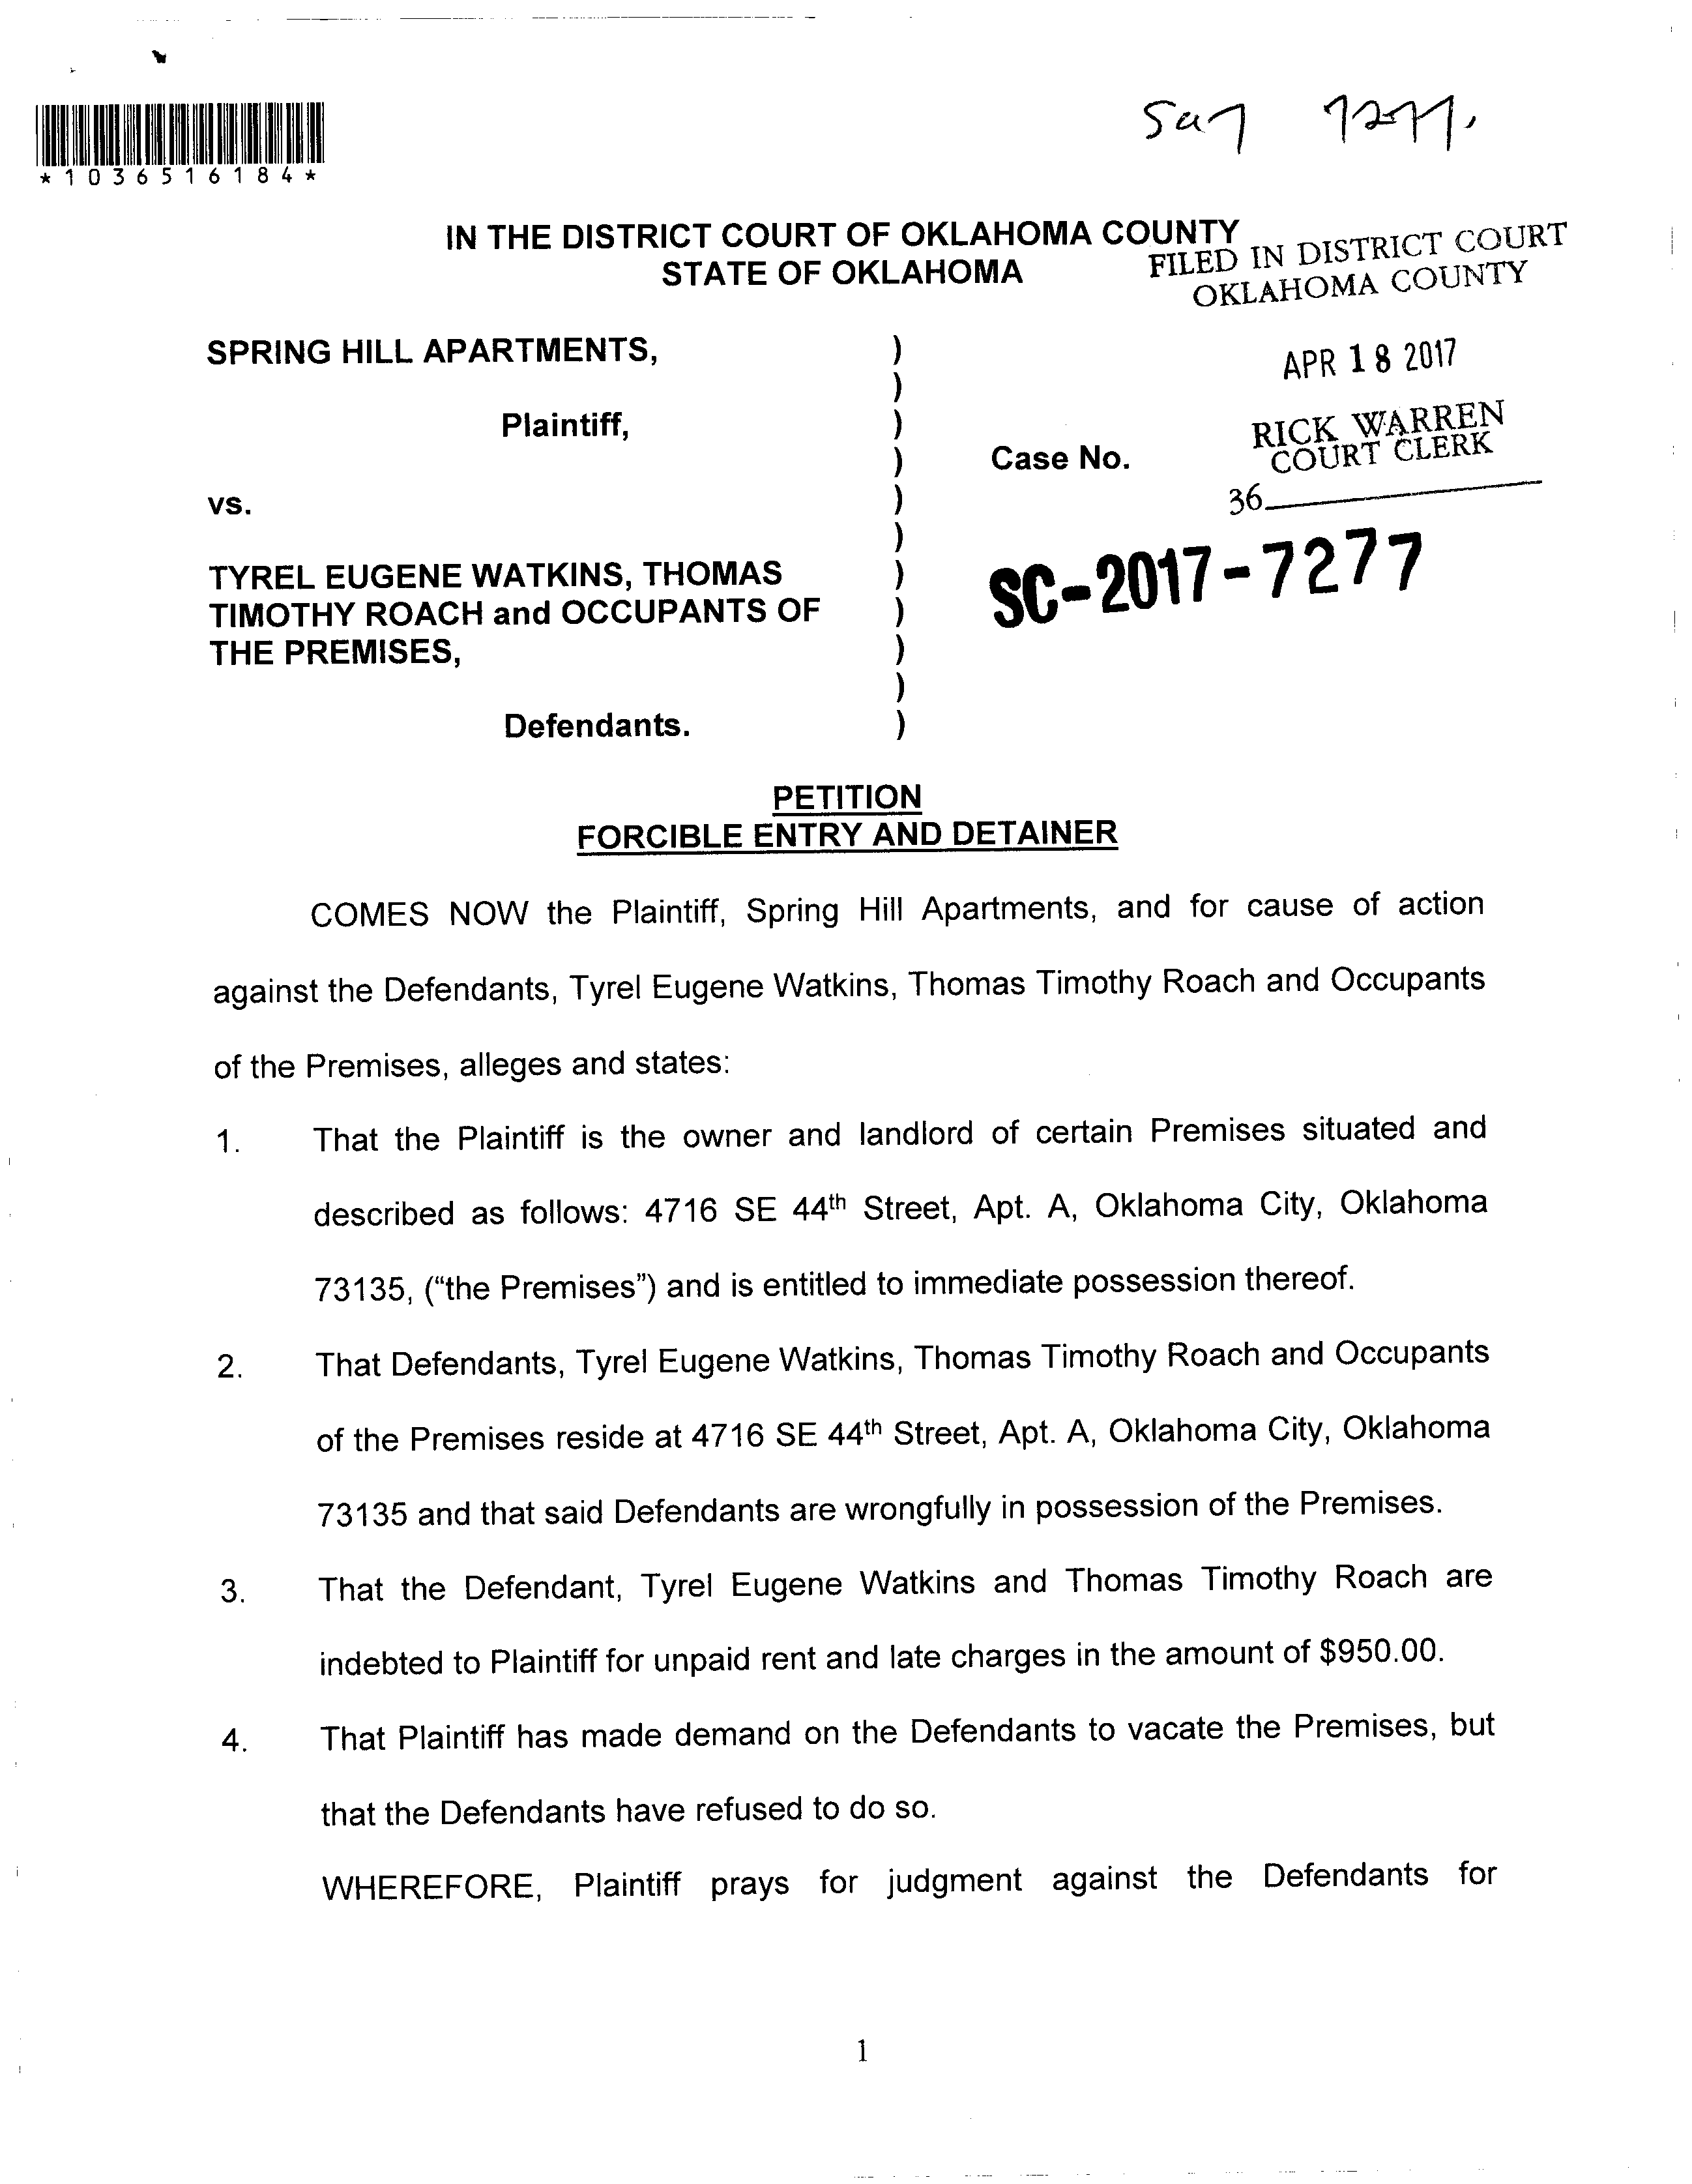 *1036516184*
7277,
IN THE DISTRICT COURT OF OKLAHOMA COUNTY
STATE OF OKLAHOMA
FILED IN DISTRICT COURT
OKLAHOMA COUNTY
SPRING HILL APARTMENTS, )
)
APR 18 2017
Plaintiff, )
RICK WARREN
COURT CLERK
) Case No.
36
vs. )
)
TYREL EUGENE WATKINS, THOMAS )
TIMOTHY ROACH and OCCUPANTS OF )
THE PREMISES, )
SC-2017-7277
)
Defendants. )
PETITION
FORCIBLE ENTRY AND DETAINER
COMES NOW the Plaintiff, Spring Hill Apartments, and for cause of action
against the Defendants, Tyrel Eugene Watkins, Thomas Timothy Roach and Occupants
of the Premises, alleges and states:
1. That the Plaintiff is the owner and landlord of certain Premises situated and
described as follows: 4716 SE 44th Street, Apt. A, Oklahoma City, Oklahoma
73135, (“the Premises”) and is entitled to immediate possession thereof.
2. That Defendants, Tyrel Eugene Watkins, Thomas Timothy Roach and Occupants
of the Premises reside at 4716 SE 44th Street, Apt. A, Oklahoma City, Oklahoma
73135 and that said Defendants are wrongfully in possession of the Premises.
3. That the Defendant, Tyrel Eugene Watkins and Thomas Timothy Roach are
indebted to Plaintiff for unpaid rent and late charges in the amount of $950.00.
4. That Plaintiff has made demand on the Defendants to vacate the Premises, but
that the Defendants have refused to do so.
WHEREFORE, Plaintiff prays for judgment against the Defendants for
1